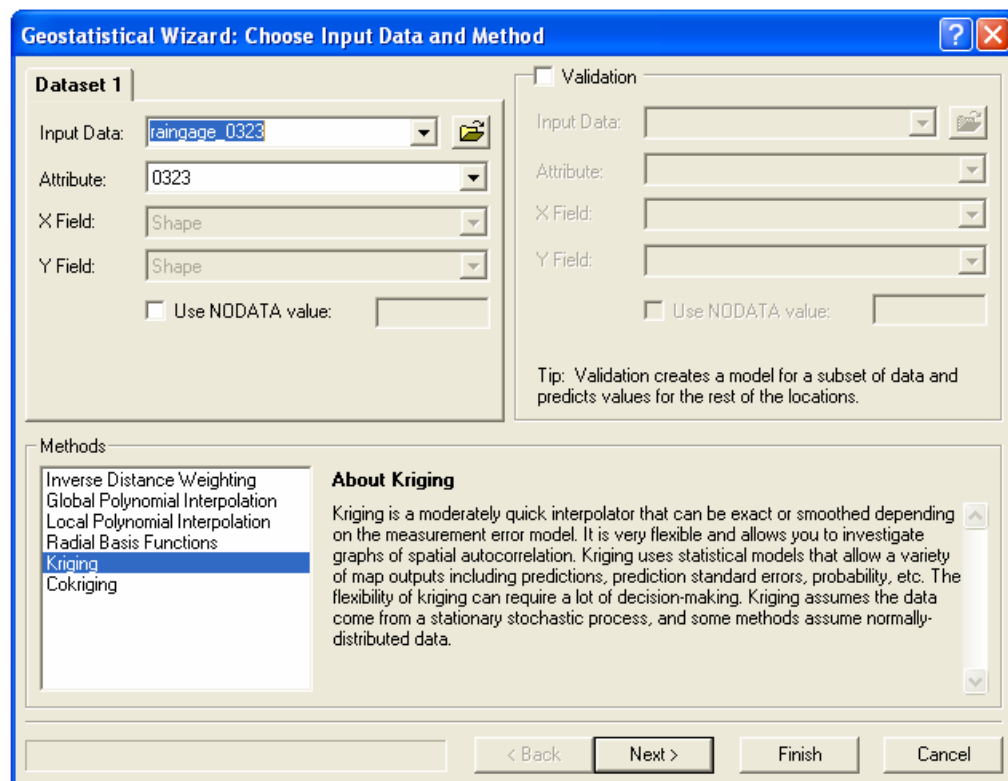 Geostatistical Wizard: Choose Input Data and Method
Dataset 1
Input Data: raingage_0323
Attribute: 0323
X Field: Shape
Y Field: Shape
Use NODATA value:
Validation
Input Data:
Attribute:
X Field:
Y Field:
Use NODATA value:
Tip: Validation creates a model for a subset of data and
predicts values for the rest of the locations.
Methods
Inverse Distance Weighting
Global Polynomial Interpolation
Local Polynomial Interpolation
Radial Basis Functions
Kriging
Cokriging
About Kriging
Kriging is a moderately quick interpolator that can be exact or smoothed depending
on the measurement error model. It is very flexible and allows you to investigate
graphs of spatial autocorrelation. Kriging uses statistical models that allow a variety
of map outputs including predictions, prediction standard errors, probability, etc. The
flexibility of kriging can require a lot of decision-making. Kriging assumes the data
come from a stationary stochastic process, and some methods assume normally-
distributed data.
< Back
Next >
Finish
Cancel